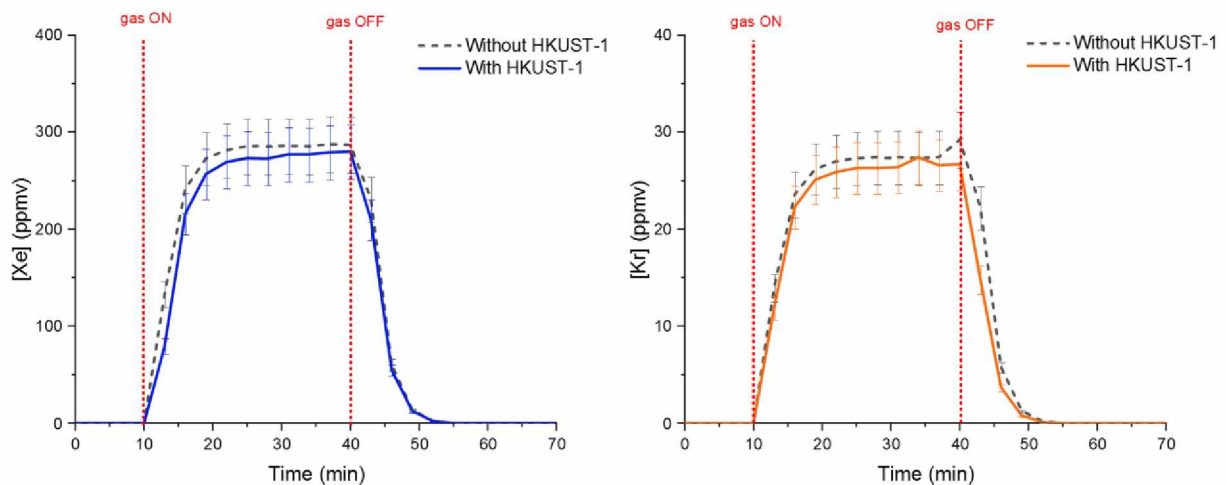 gas ON
gas OFF
400
300
200
100
0
[Xe] (ppmv)
Without HKUST-1
With HKUST-1
0 10 20 30 40 50 60 70
Time (min)
gas ON
gas OFF
40
30
20
10
0
[Kr] (ppmv)
Without HKUST-1
With HKUST-1
0 10 20 30 40 50 60 70
Time (min)